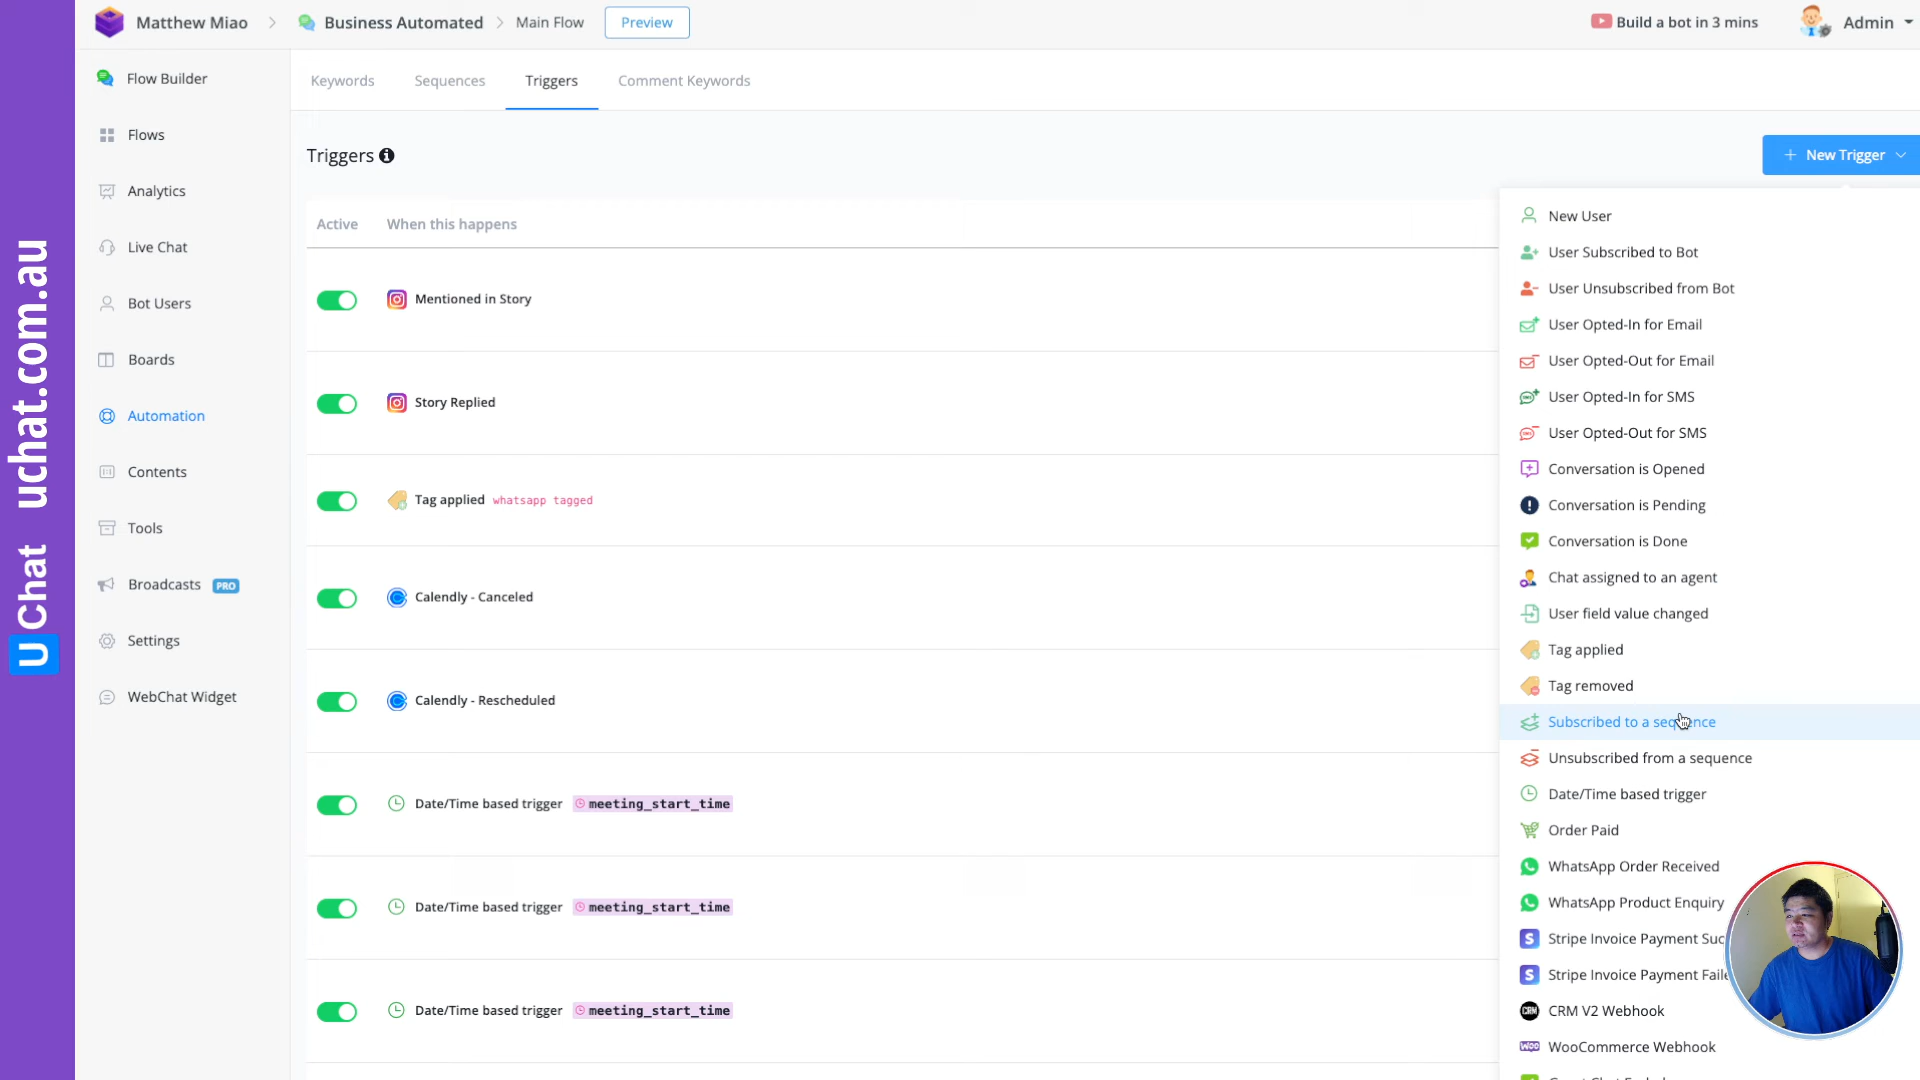 Matthew Miao
Business Automated
Main Flow
Preview
Build a bot in 3 mins
Admin
UChat uchat.com.au
Flow Builder
Flows
Analytics
Live Chat
Bot Users
Boards
Automation
Contents
Tools
Broadcasts PRO
Settings
WebChat Widget
Keywords
Sequences
Triggers
Comment Keywords
Triggers
+ New Trigger
Active
When this happens
Mentioned in Story
Story Replied
Tag applied whatsapp tagged
Calendly - Canceled
Calendly - Rescheduled
Date/Time based trigger meeting_start_time
Date/Time based trigger meeting_start_time
Date/Time based trigger meeting_start_time
New User
User Subscribed to Bot
User Unsubscribed from Bot
User Opted-In for Email
User Opted-Out for Email
User Opted-In for SMS
User Opted-Out for SMS
Conversation is Opened
Conversation is Pending
Conversation is Done
Chat assigned to an agent
User field value changed
Tag applied
Tag removed
Subscribed to a sequence
Unsubscribed from a sequence
Date/Time based trigger
Order Paid
WhatsApp Order Received
WhatsApp Product Enquiry
Stripe Invoice Payment Suc
Stripe Invoice Payment Faile
CRM V2 Webhook
WooCommerce Webhook